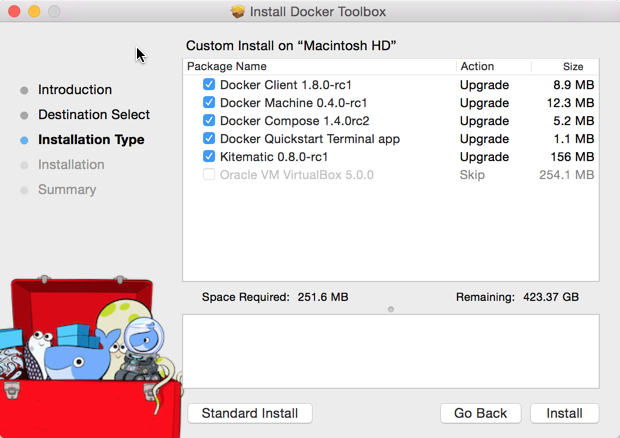 Install Docker Toolbox
Custom Install on “Macintosh HD”
Package Name Action Size
Docker Client 1.8.0-rc1 Upgrade 8.9 MB
Docker Machine 0.4.0-rc1 Upgrade 12.3 MB
Docker Compose 1.4.0rc2 Upgrade 5.2 MB
Docker Quickstart Terminal app Upgrade 1.1 MB
Kitematic 0.8.0-rc1 Upgrade 156 MB
Oracle VM VirtualBox 5.0.0 Skip 254.1 MB
Introduction
Destination Select
Installation Type
Installation
Summary
Space Required: 251.6 MB Remaining: 423.37 GB
Standard Install Go Back Install